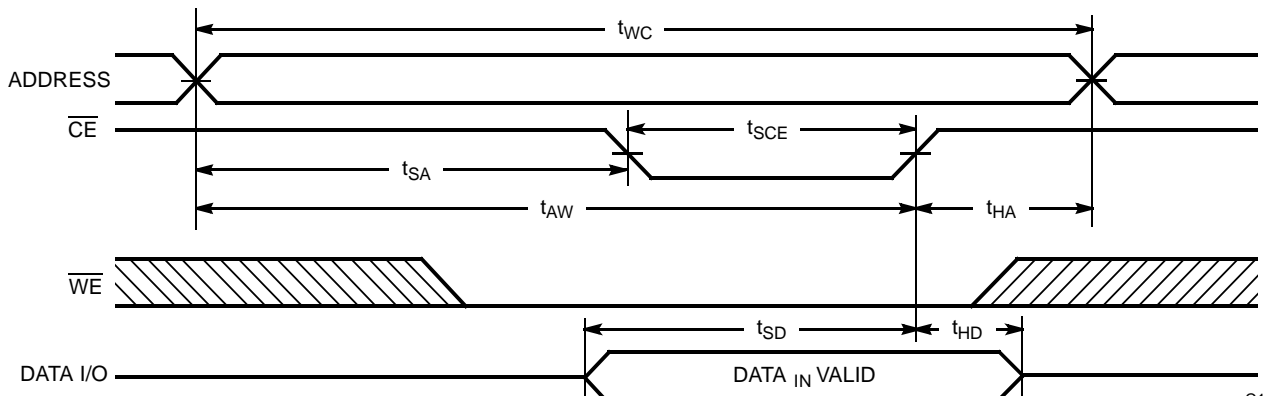 tWC
ADDRESS
CE
tSCE
tSA
tAW
tHA
WE
tSD
tHD
DATA I/O
DATA IN VALID